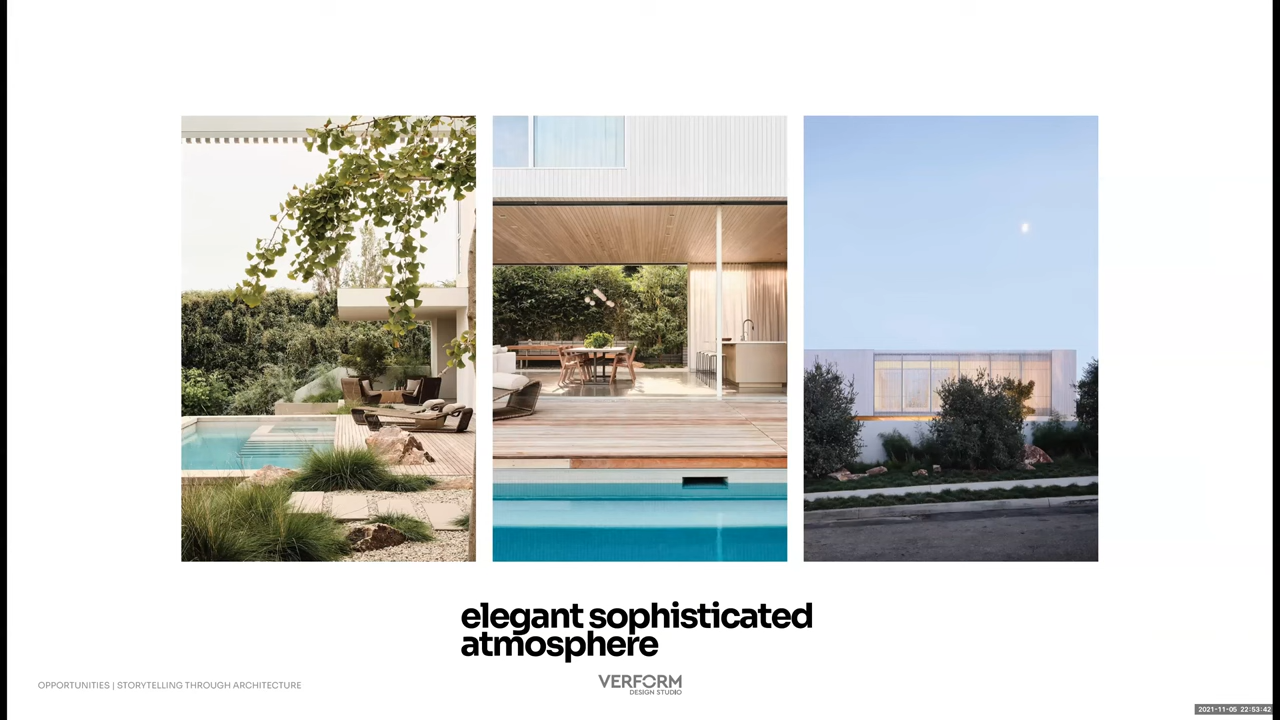 elegant sophisticated
atmosphere
OPPORTUNITIES | STORYTELLING THROUGH ARCHITECTURE
VERFORM
DESIGN STUDIO
2021-11-05 22:53:42